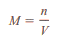 M = n/V